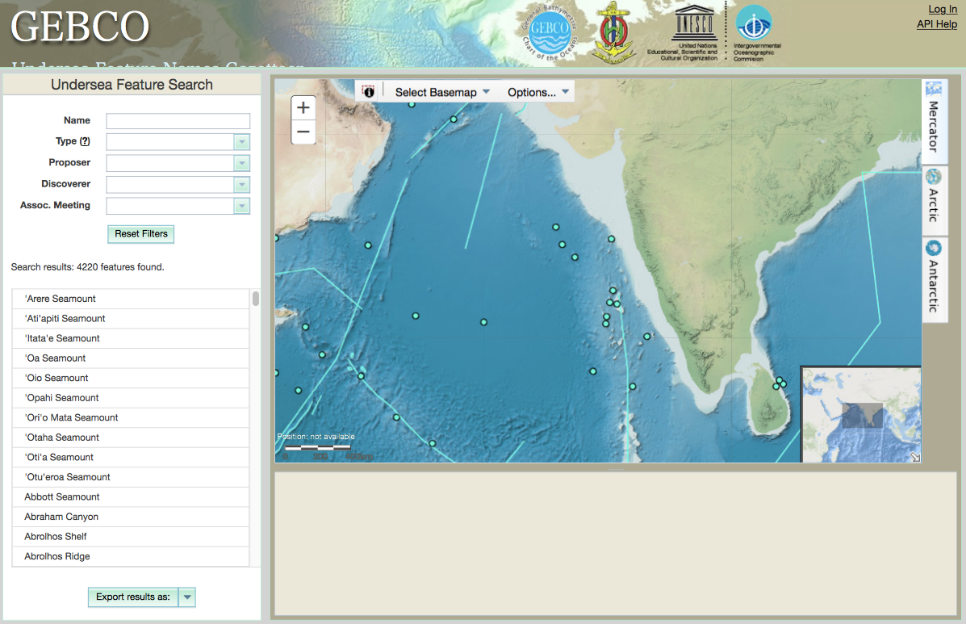 GEBCO
Undersea Feature Names Gazetteer
General Bathymetric
GEBCO
Chart of the Oceans
UNESCO
United Nations
Educational, Scientific and
Cultural Organization
Intergovernmental
Oceanographic
Commission
Log In
API Help
Undersea Feature Search
Name
Type (?)
Proposer
Discoverer
Assoc. Meeting
Reset Filters
Search results: 4220 features found.
'Arere Seamount
'Ati'apiti Seamount
'Itata'e Seamount
'Oa Seamount
'Oio Seamount
'Opahi Seamount
'Ori'o Mata Seamount
'Otaha Seamount
'Oti'a Seamount
'Otu'eroa Seamount
Abbott Seamount
Abraham Canyon
Abrolhos Shelf
Abrolhos Ridge
Export results as:
+
−
Select Basemap
Options...
Mercator
Arctic
Antarctic
Position: not available
0